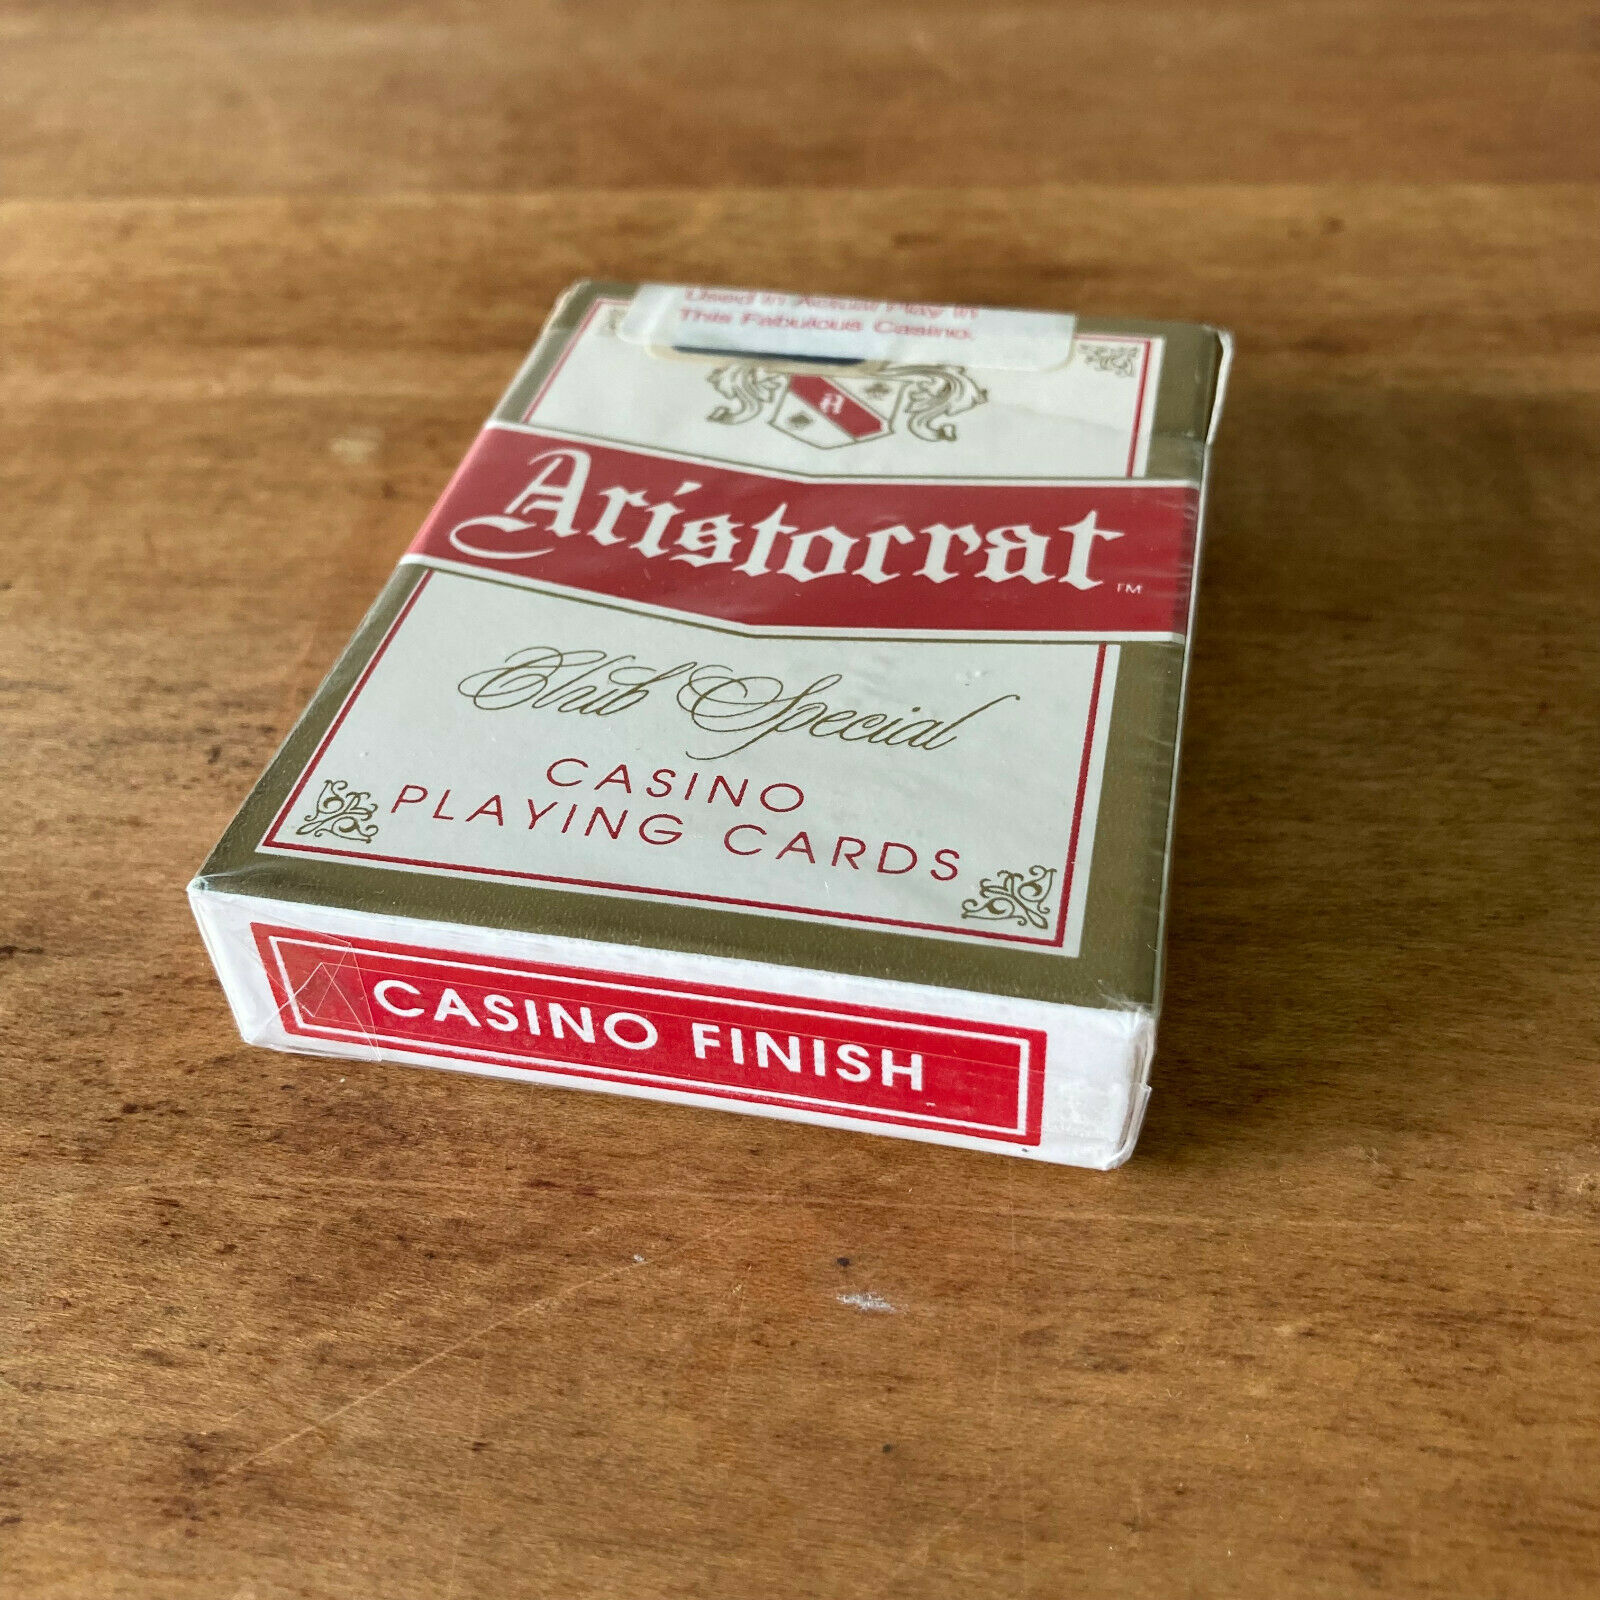 Used in Actual Play in
This Fabulous Casino.
A
Aristocrat
TM
Club Special
CASINO
PLAYING CARDS
CASINO FINISH